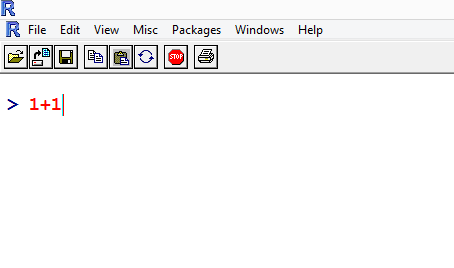 R
R File Edit View Misc Packages Windows Help
STOP
> 1+1